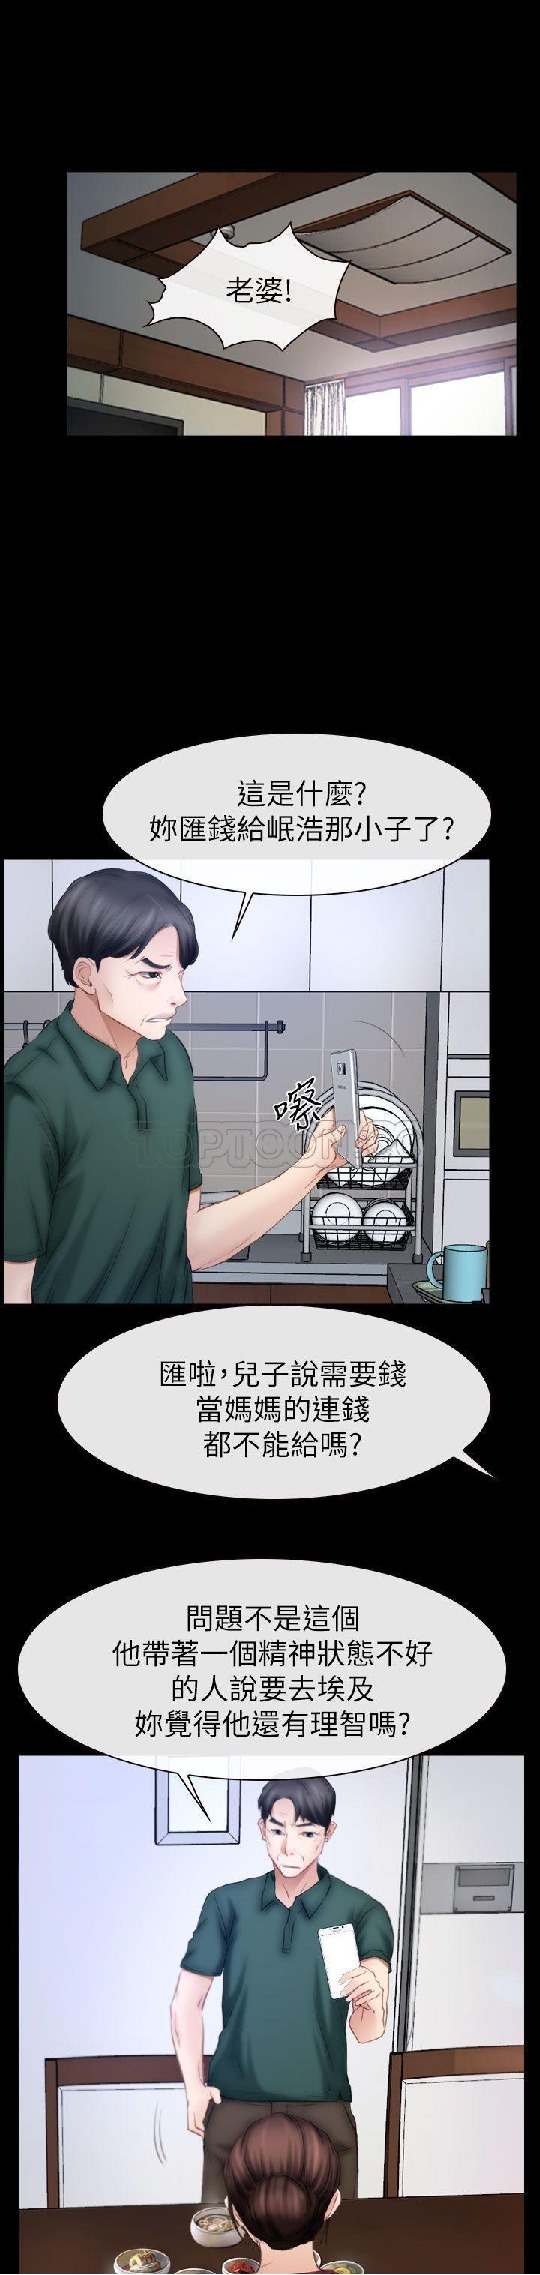 老婆!
這是什麼?
妳匯錢給岷浩那小子了?
嚓
TOPTOON
匯啦,兒子說需要錢
當媽媽的連錢
都不能給嗎?
問題不是這個
他帶著一個精神狀態不好
的人說要去埃及
妳覺得他還有理智嗎?